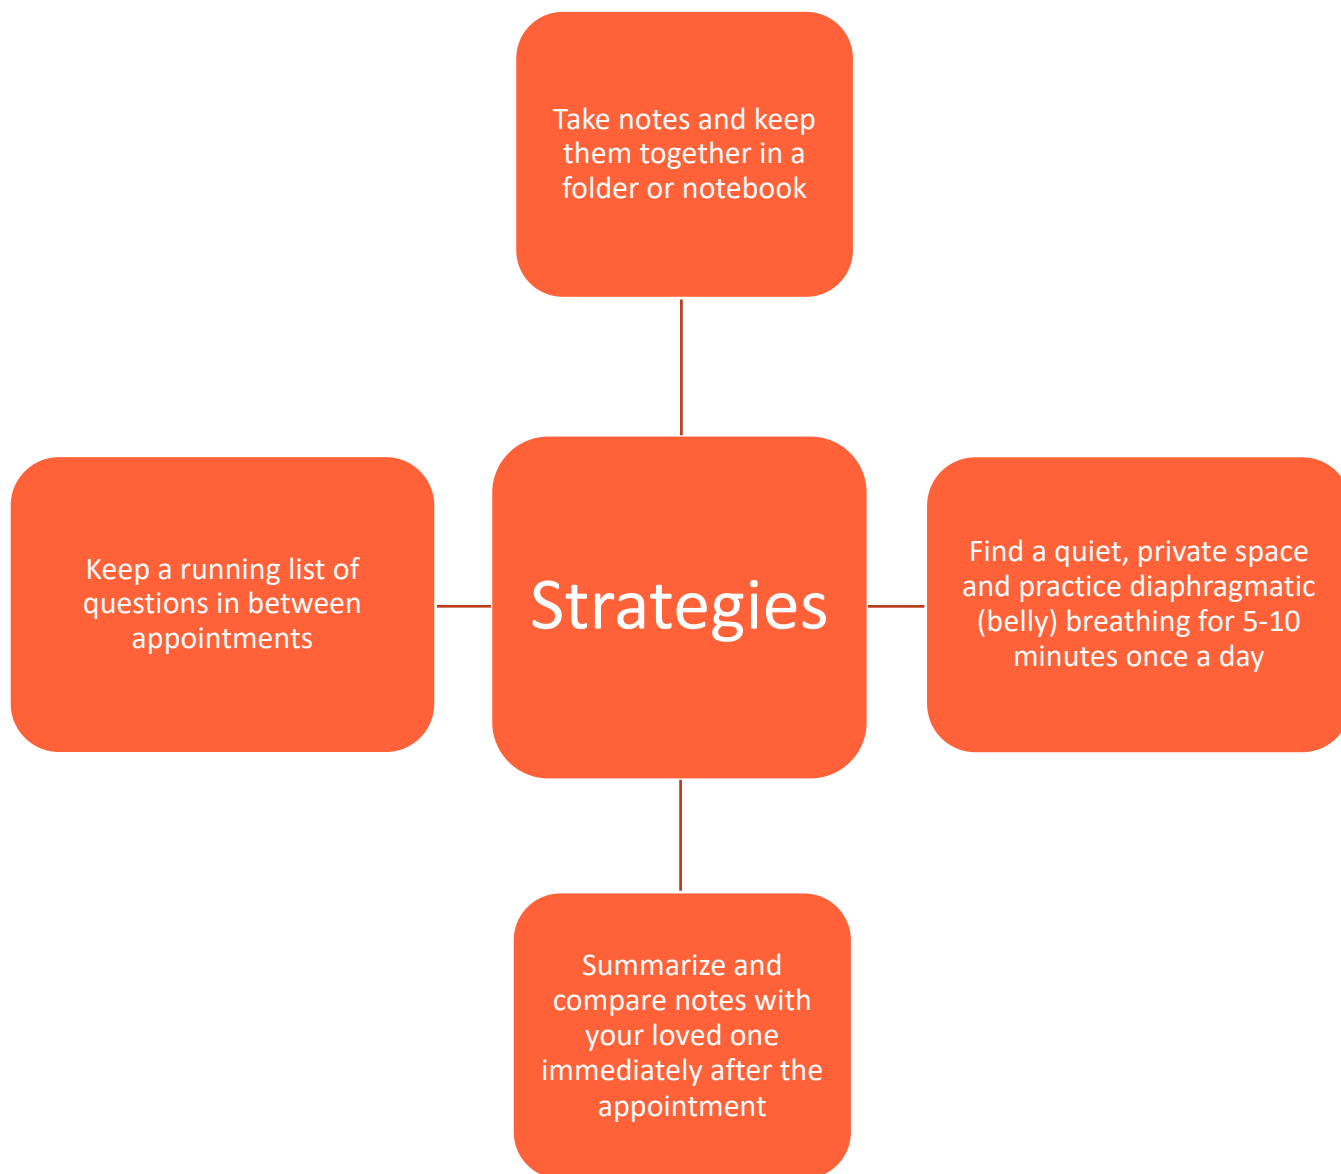 Take notes and keep
them together in a
folder or notebook
Keep a running list of
questions in between
appointments
Strategies
Find a quiet, private space
and practice diaphragmatic
(belly) breathing for 5-10
minutes once a day
Summarize and
compare notes with
your loved one
immediately after the
appointment